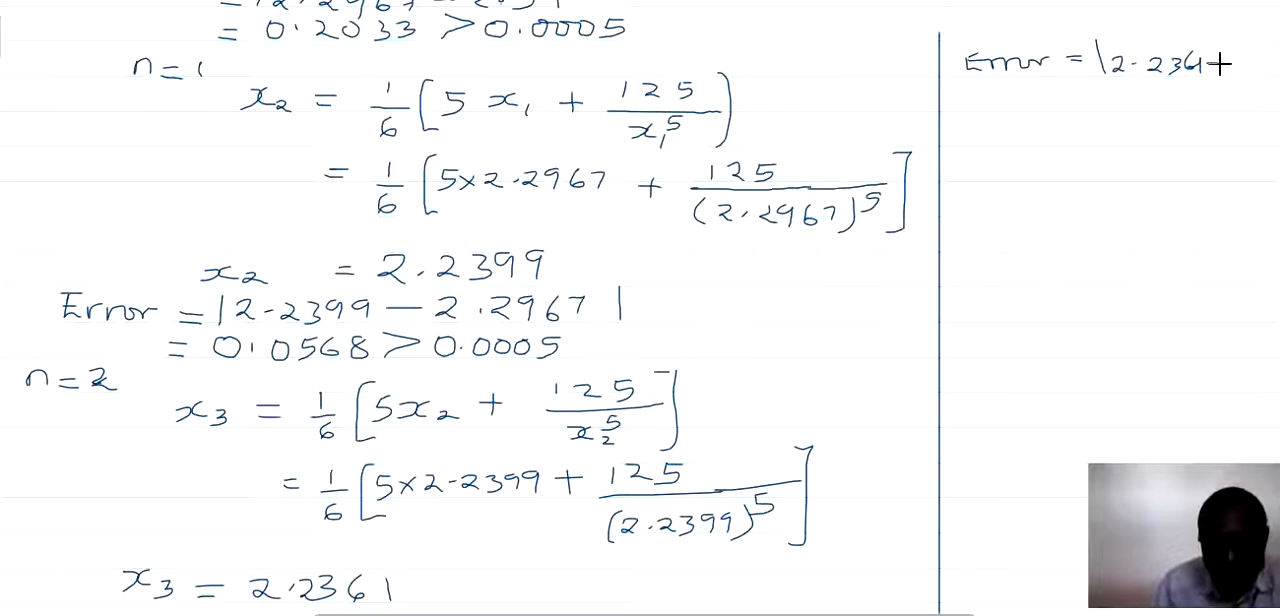 = 0.2033 > 0.0005
n = 1
x₂ = 1/6 [5 x₁ + 125/x₁⁵]
= 1/6 [5×2.2967 + 125/(2.2967)⁵]
x₂ = 2.2399
Error = |2.2399 – 2.2967|
= 0.0568 > 0.0005
n = 2
x₃ = 1/6 [5x₂ + 125/x₂⁵]
= 1/6 [5×2.2399 + 125/(2.2399)⁵]
x₃ = 2.2361
Error = |2.2361